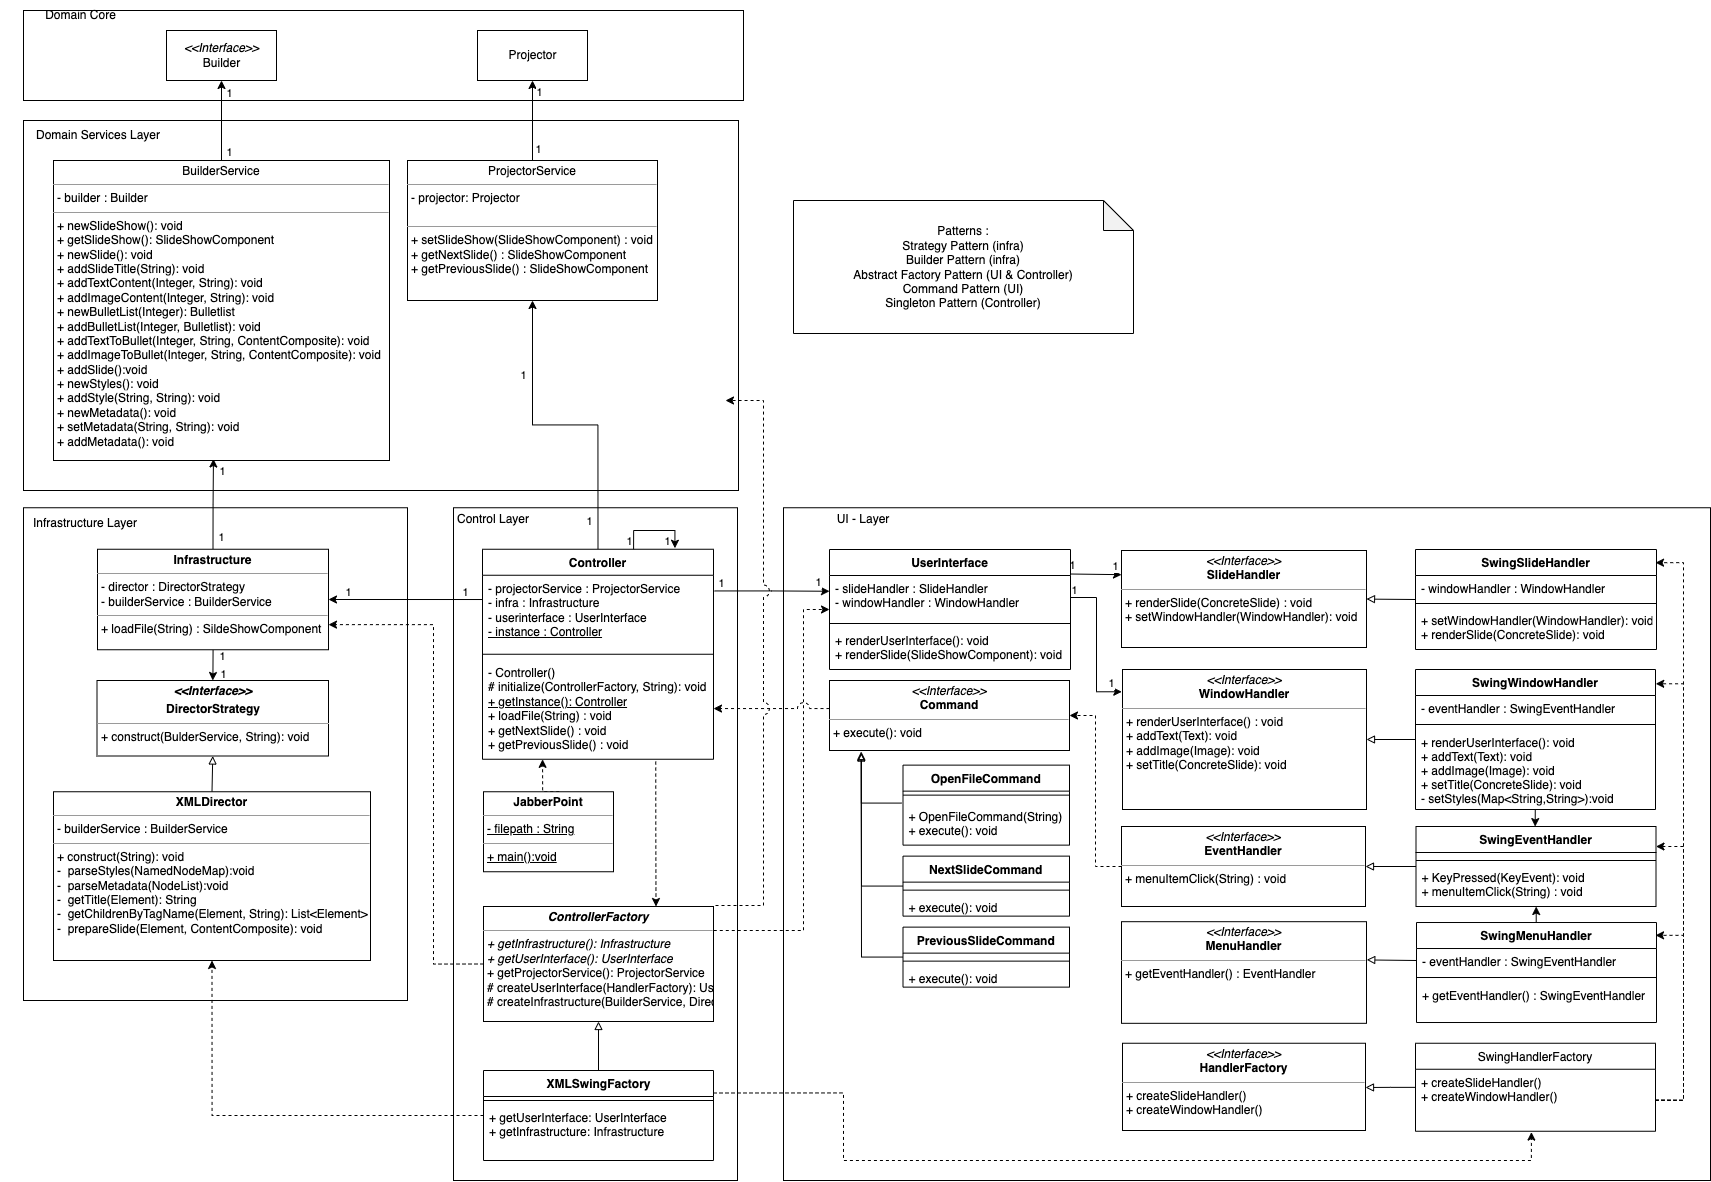 Domain Core
<<Interface>>
Builder
Projector
1
1
Domain Services Layer
1
1
BuilderService
- builder : Builder
+ newSlideShow(): void
+ getSlideShow(): SlideShowComponent
+ newSlide(): void
+ addSlideTitle(String): void
+ addTextContent(Integer, String): void
+ addImageContent(Integer, String): void
+ newBulletList(Integer): Bulletlist
+ addBulletList(Integer, Bulletlist): void
+ addTextToBullet(Integer, String, ContentComposite): void
+ addImageToBullet(Integer, String, ContentComposite): void
+ addSlide():void
+ newStyles(): void
+ addStyle(String, String): void
+ newMetadata(): void
+ setMetadata(String, String): void
+ addMetadata(): void
ProjectorService
- projector: Projector
+ setSlideShow(SlideShowComponent) : void
+ getNextSlide() : SlideShowComponent
+ getPreviousSlide() : SlideShowComponent
1
1
Patterns :
Strategy Pattern (infra)
Builder Pattern (infra)
Abstract Factory Pattern (UI & Controller)
Command Pattern (UI)
Singleton Pattern (Controller)
Infrastructure Layer
1
Infrastructure
- director : DirectorStrategy
- builderService : BuilderService
+ loadFile(String) : SildeShowComponent
1
1
1
1
<<Interface>>
DirectorStrategy
+ construct(BulderService, String): void
XMLDirector
- builderService : BuilderService
+ construct(String): void
-  parseStyles(NamedNodeMap):void
-  parseMetadata(NodeList):void
-  getTitle(Element): String
-  getChildrenByTagName(Element, String): List<Element>
-  prepareSlide(Element, ContentComposite): void
Control Layer
1
1
1
Controller
- projectorService : ProjectorService
- infra : Infrastructure
- userinterface : UserInterface
- instance : Controller
- Controller()
# initialize(ControllerFactory, String): void
+ getInstance(): Controller
+ loadFile(String) : void
+ getNextSlide() : void
+ getPreviousSlide() : void
1
1
JabberPoint
- filepath : String
+ main():void
ControllerFactory
+ getInfrastructure(): Infrastructure
+ getUserInterface(): UserInterface
+ getProjectorService(): ProjectorService
# createUserInterface(HandlerFactory): Us
# createInfrastructure(BuilderService, Direc
XMLSwingFactory
+ getUserInterface: UserInterface
+ getInfrastructure: Infrastructure
UI - Layer
UserInterface
- slideHandler : SlideHandler
- windowHandler : WindowHandler
+ renderUserInterface(): void
+ renderSlide(SlideShowComponent): void
1
1
1
1
<<Interface>>
Command
+ execute(): void
OpenFileCommand
+ OpenFileCommand(String)
+ execute(): void
NextSlideCommand
+ execute(): void
PreviousSlideCommand
+ execute(): void
<<Interface>>
SlideHandler
+ renderSlide(ConcreteSlide) : void
+ setWindowHandler(WindowHandler): void
<<Interface>>
WindowHandler
+ renderUserInterface() : void
+ addText(Text): void
+ addImage(Image): void
+ setTitle(ConcreteSlide): void
<<Interface>>
EventHandler
+ menuItemClick(String) : void
<<Interface>>
MenuHandler
+ getEventHandler() : EventHandler
<<Interface>>
HandlerFactory
+ createSlideHandler()
+ createWindowHandler()
SwingSlideHandler
- windowHandler : WindowHandler
+ setWindowHandler(WindowHandler): void
+ renderSlide(ConcreteSlide): void
SwingWindowHandler
- eventHandler : SwingEventHandler
+ renderUserInterface(): void
+ addText(Text): void
+ addImage(Image): void
+ setTitle(ConcreteSlide): void
- setStyles(Map<String,String>):void
SwingEventHandler
+ KeyPressed(KeyEvent): void
+ menuItemClick(String) : void
SwingMenuHandler
- eventHandler : SwingEventHandler
+ getEventHandler() : SwingEventHandler
SwingHandlerFactory
+ createSlideHandler()
+ createWindowHandler()